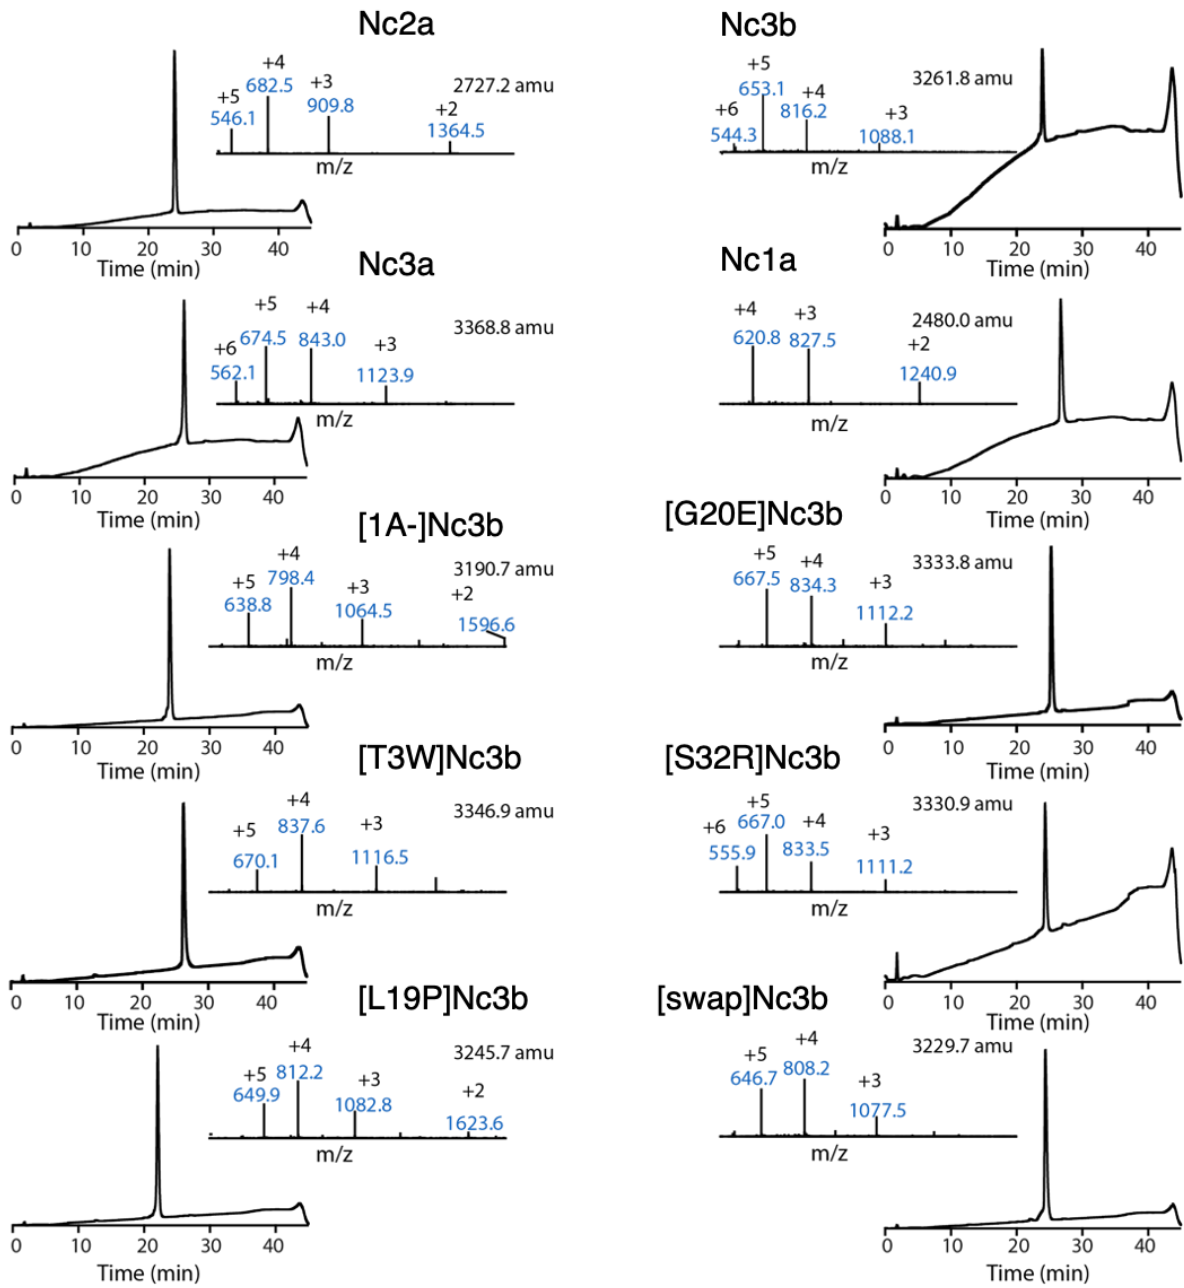 Nc2a
+5 +4 +3 +2
546.1 682.5 909.8 1364.5
2727.2 amu
m/z
0 10 20 30 40
Time (min)
Nc3b
+6 +5 +4 +3
544.3 653.1 816.2 1088.1
3261.8 amu
m/z
0 10 20 30 40
Time (min)
Nc3a
+6 +5 +4 +3
562.1 674.5 843.0 1123.9
3368.8 amu
m/z
0 10 20 30 40
Time (min)
Nc1a
+4 +3 +2
620.8 827.5 1240.9
2480.0 amu
m/z
0 10 20 30 40
Time (min)
[1A-]Nc3b
+5 +4 +3 +2
638.8 798.4 1064.5 1596.6
3190.7 amu
m/z
0 10 20 30 40
Time (min)
[G20E]Nc3b
+5 +4 +3
667.5 834.3 1112.2
3333.8 amu
m/z
0 10 20 30 40
Time (min)
[T3W]Nc3b
+5 +4 +3
670.1 837.6 1116.5
3346.9 amu
m/z
0 10 20 30 40
Time (min)
[S32R]Nc3b
+6 +5 +4 +3
555.9 667.0 833.5 1111.2
3330.9 amu
m/z
0 10 20 30 40
Time (min)
[L19P]Nc3b
+5 +4 +3 +2
649.9 812.2 1082.8 1623.6
3245.7 amu
m/z
0 10 20 30 40
Time (min)
[swap]Nc3b
+5 +4 +3
646.7 808.2 1077.5
3229.7 amu
m/z
0 10 20 30 40
Time (min)